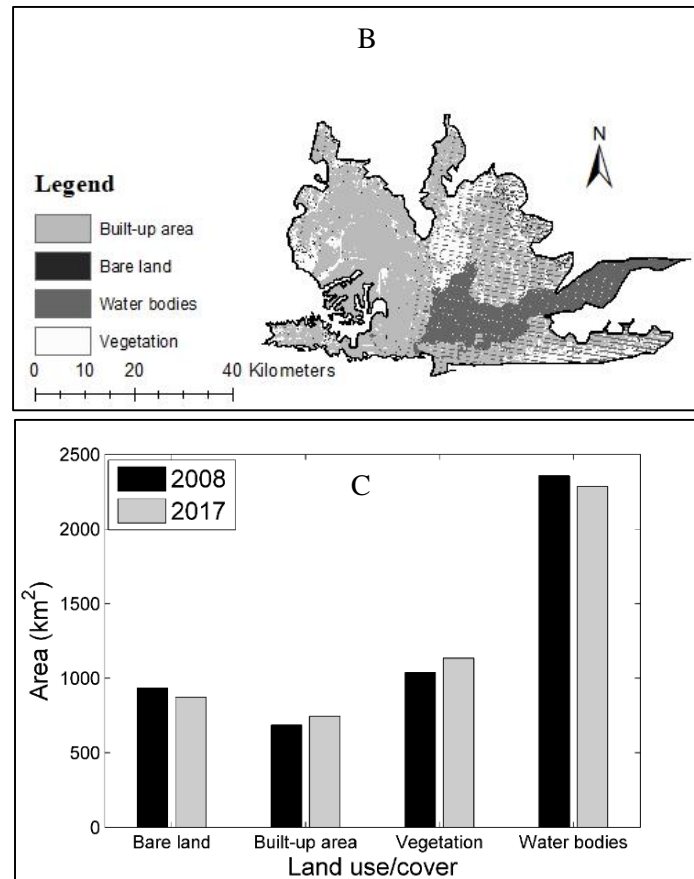 B
N
Legend
Built-up area
Bare land
Water bodies
Vegetation
0 10 20 40 Kilometers
C
2008
2017
2500
2000
1500
1000
500
0
Area (km²)
Bare land Built-up area Vegetation Water bodies
Land use/cover